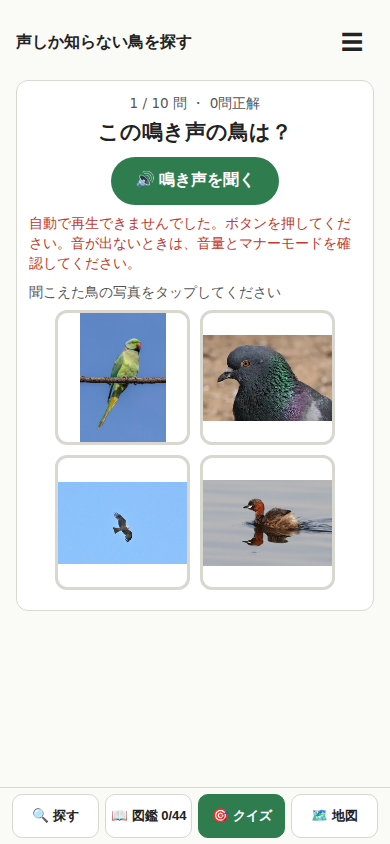 声しか知らない鳥を探す
1 / 10 問 ・ 0問正解
この鳴き声の鳥は？
鳴き声を聞く
自動で再生できませんでした。ボタンを押してくだ
さい。音が出ないときは、音量とマナーモードを確
認してください。
聞こえた鳥の写真をタップしてください
探す
図鑑 0/44
クイズ
地図